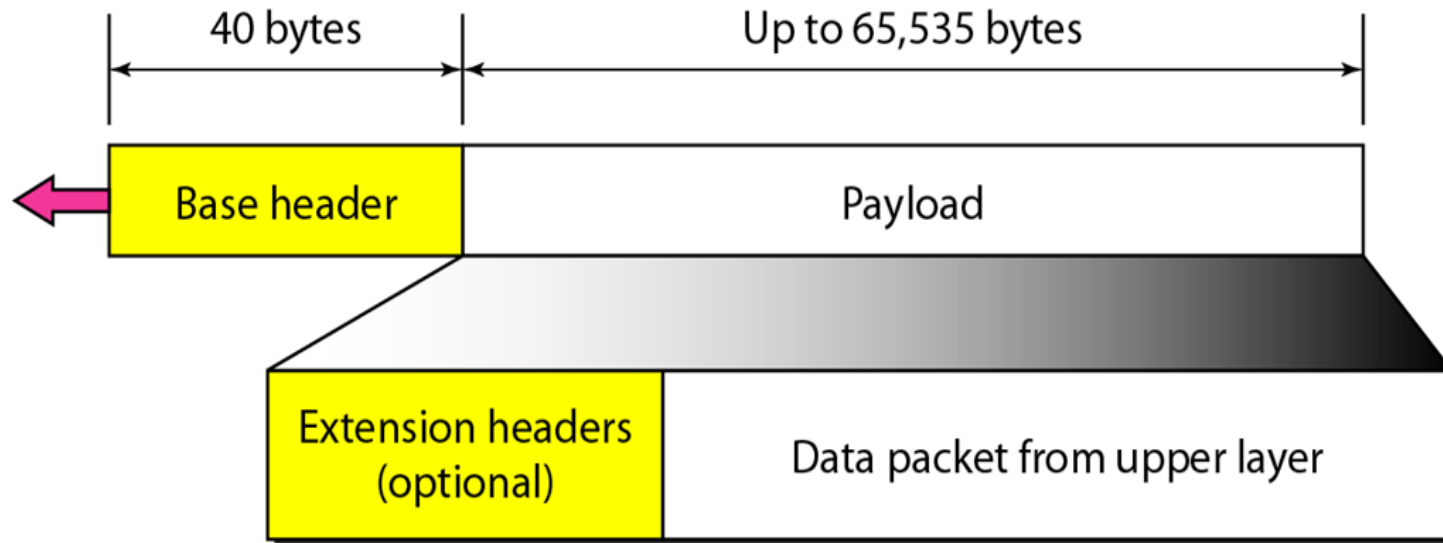 40 bytes
Up to 65,535 bytes
Base header
Payload
Extension headers
(optional)
Data packet from upper layer